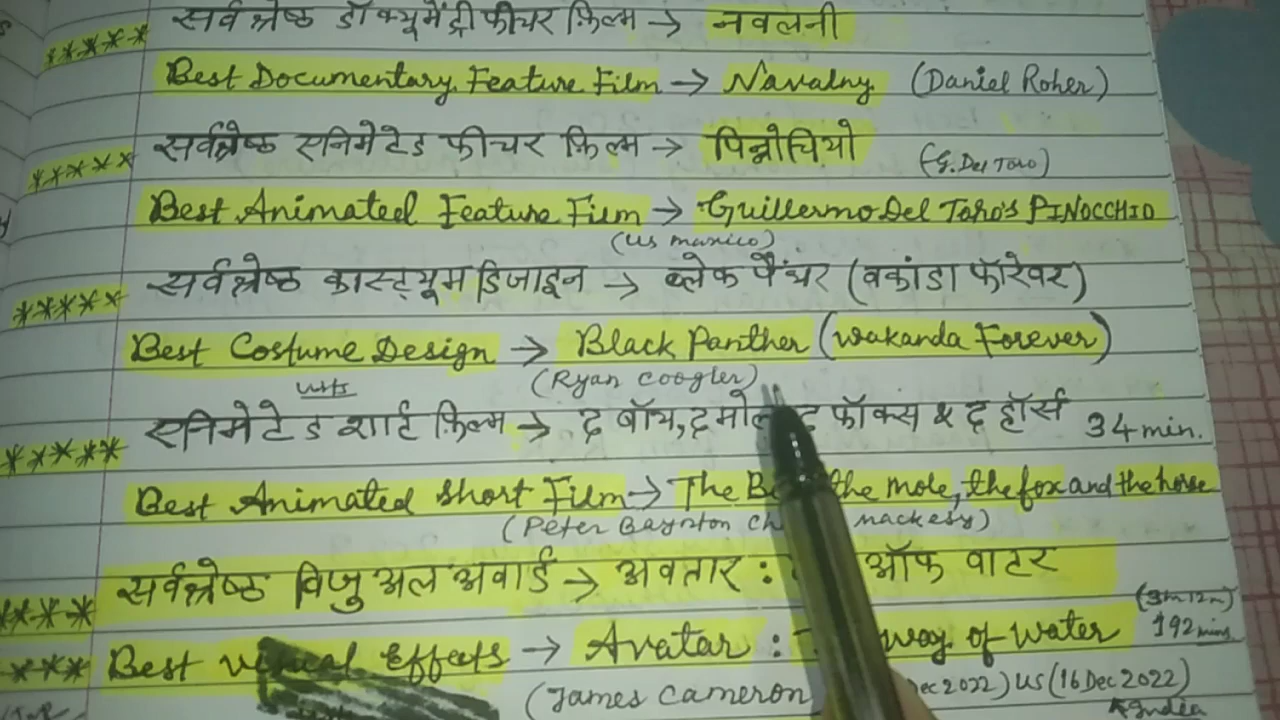 ***** सर्वश्रेष्ठ डॉक्यूमेंट्री फीचर फ़िल्म → नवलनी
Best Documentary Feature Film → Navalny (Daniel Roher)
***** सर्वश्रेष्ठ एनिमेटेड फीचर फ़िल्म → पिन्नोचियो (G. Del Toro)
Best Animated Feature Film → Guillermo Del Toro's PINOCCHIO
(US maxico)
***** सर्वश्रेष्ठ कास्ट्यूम डिजाइन → ब्लेक पैंथर (वकांडा फॉरेवर)
Best Costume Design → Black Panther (Wakanda Forever)
(Ryan Coogler)
***** एनिमेटेड शार्ट फ़िल्म → द बॉय, द मोल द फॉक्स & द हॉर्स 34 min.
Best Animated Short Film → The the mole, the fox and the horse
(Peter Baynton mackesy)
**** सर्वश्रेष्ठ विजुअल अवार्ड → अवतार : ऑफ वाटर
*** Best visual Effects → Avatar : way of water 192 mins
(James Cameron 2022) US (16 Dec 2022)
India